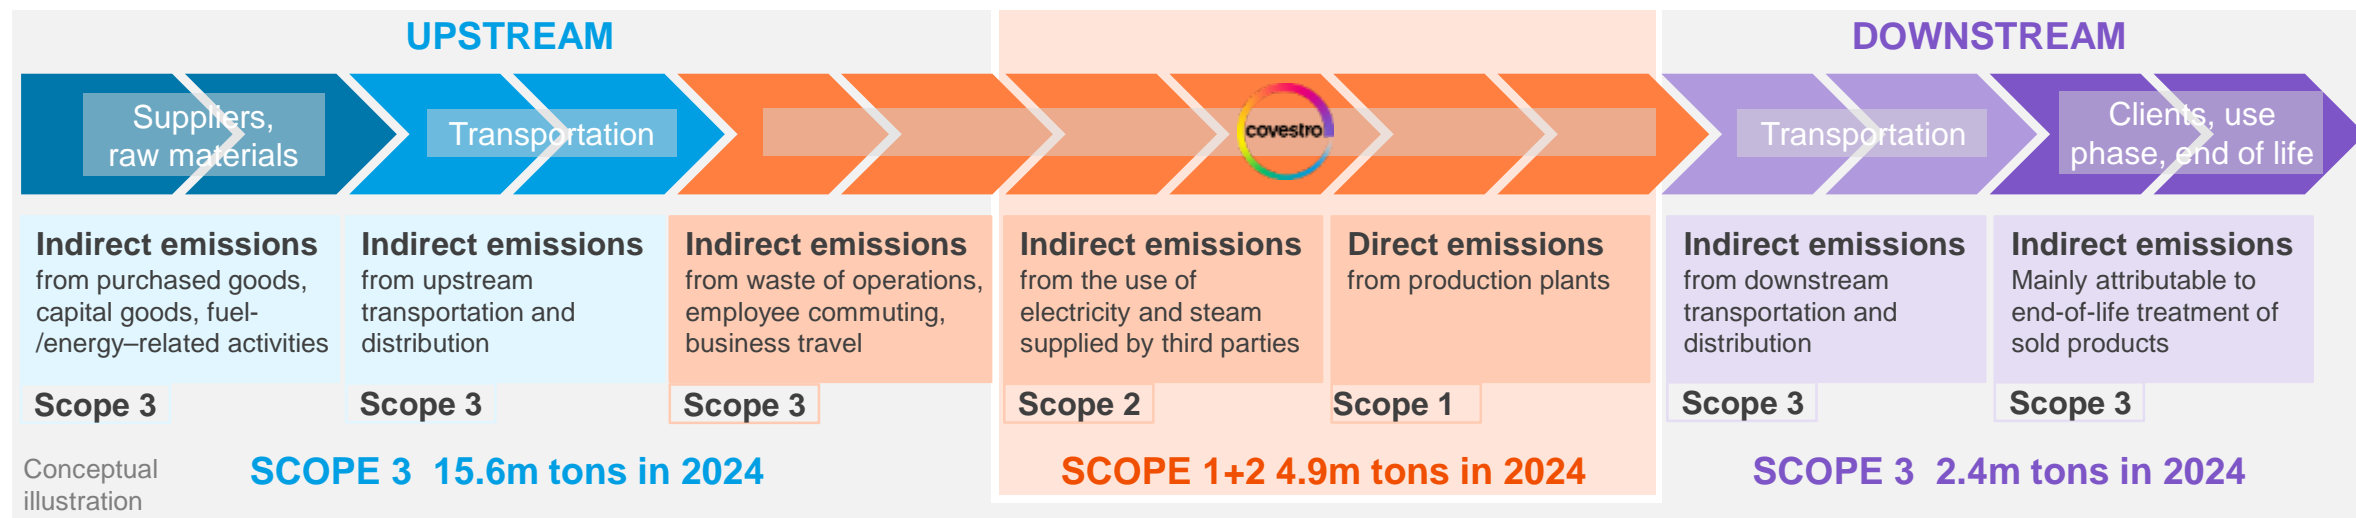 UPSTREAM
DOWNSTREAM
Suppliers,
raw materials
Transportation
covestro
Transportation
Clients, use
phase, end of life
Indirect emissions
from purchased goods,
capital goods, fuel-
/energy–related activities
Scope 3
Indirect emissions
from upstream
transportation and
distribution
Scope 3
Indirect emissions
from waste of operations,
employee commuting,
business travel
Scope 3
Indirect emissions
from the use of
electricity and steam
supplied by third parties
Scope 2
Direct emissions
from production plants
Scope 1
Indirect emissions
from downstream
transportation and
distribution
Scope 3
Indirect emissions
Mainly attributable to
end-of-life treatment of
sold products
Scope 3
Conceptual
illustration
SCOPE 3 15.6m tons in 2024
SCOPE 1+2 4.9m tons in 2024
SCOPE 3 2.4m tons in 2024